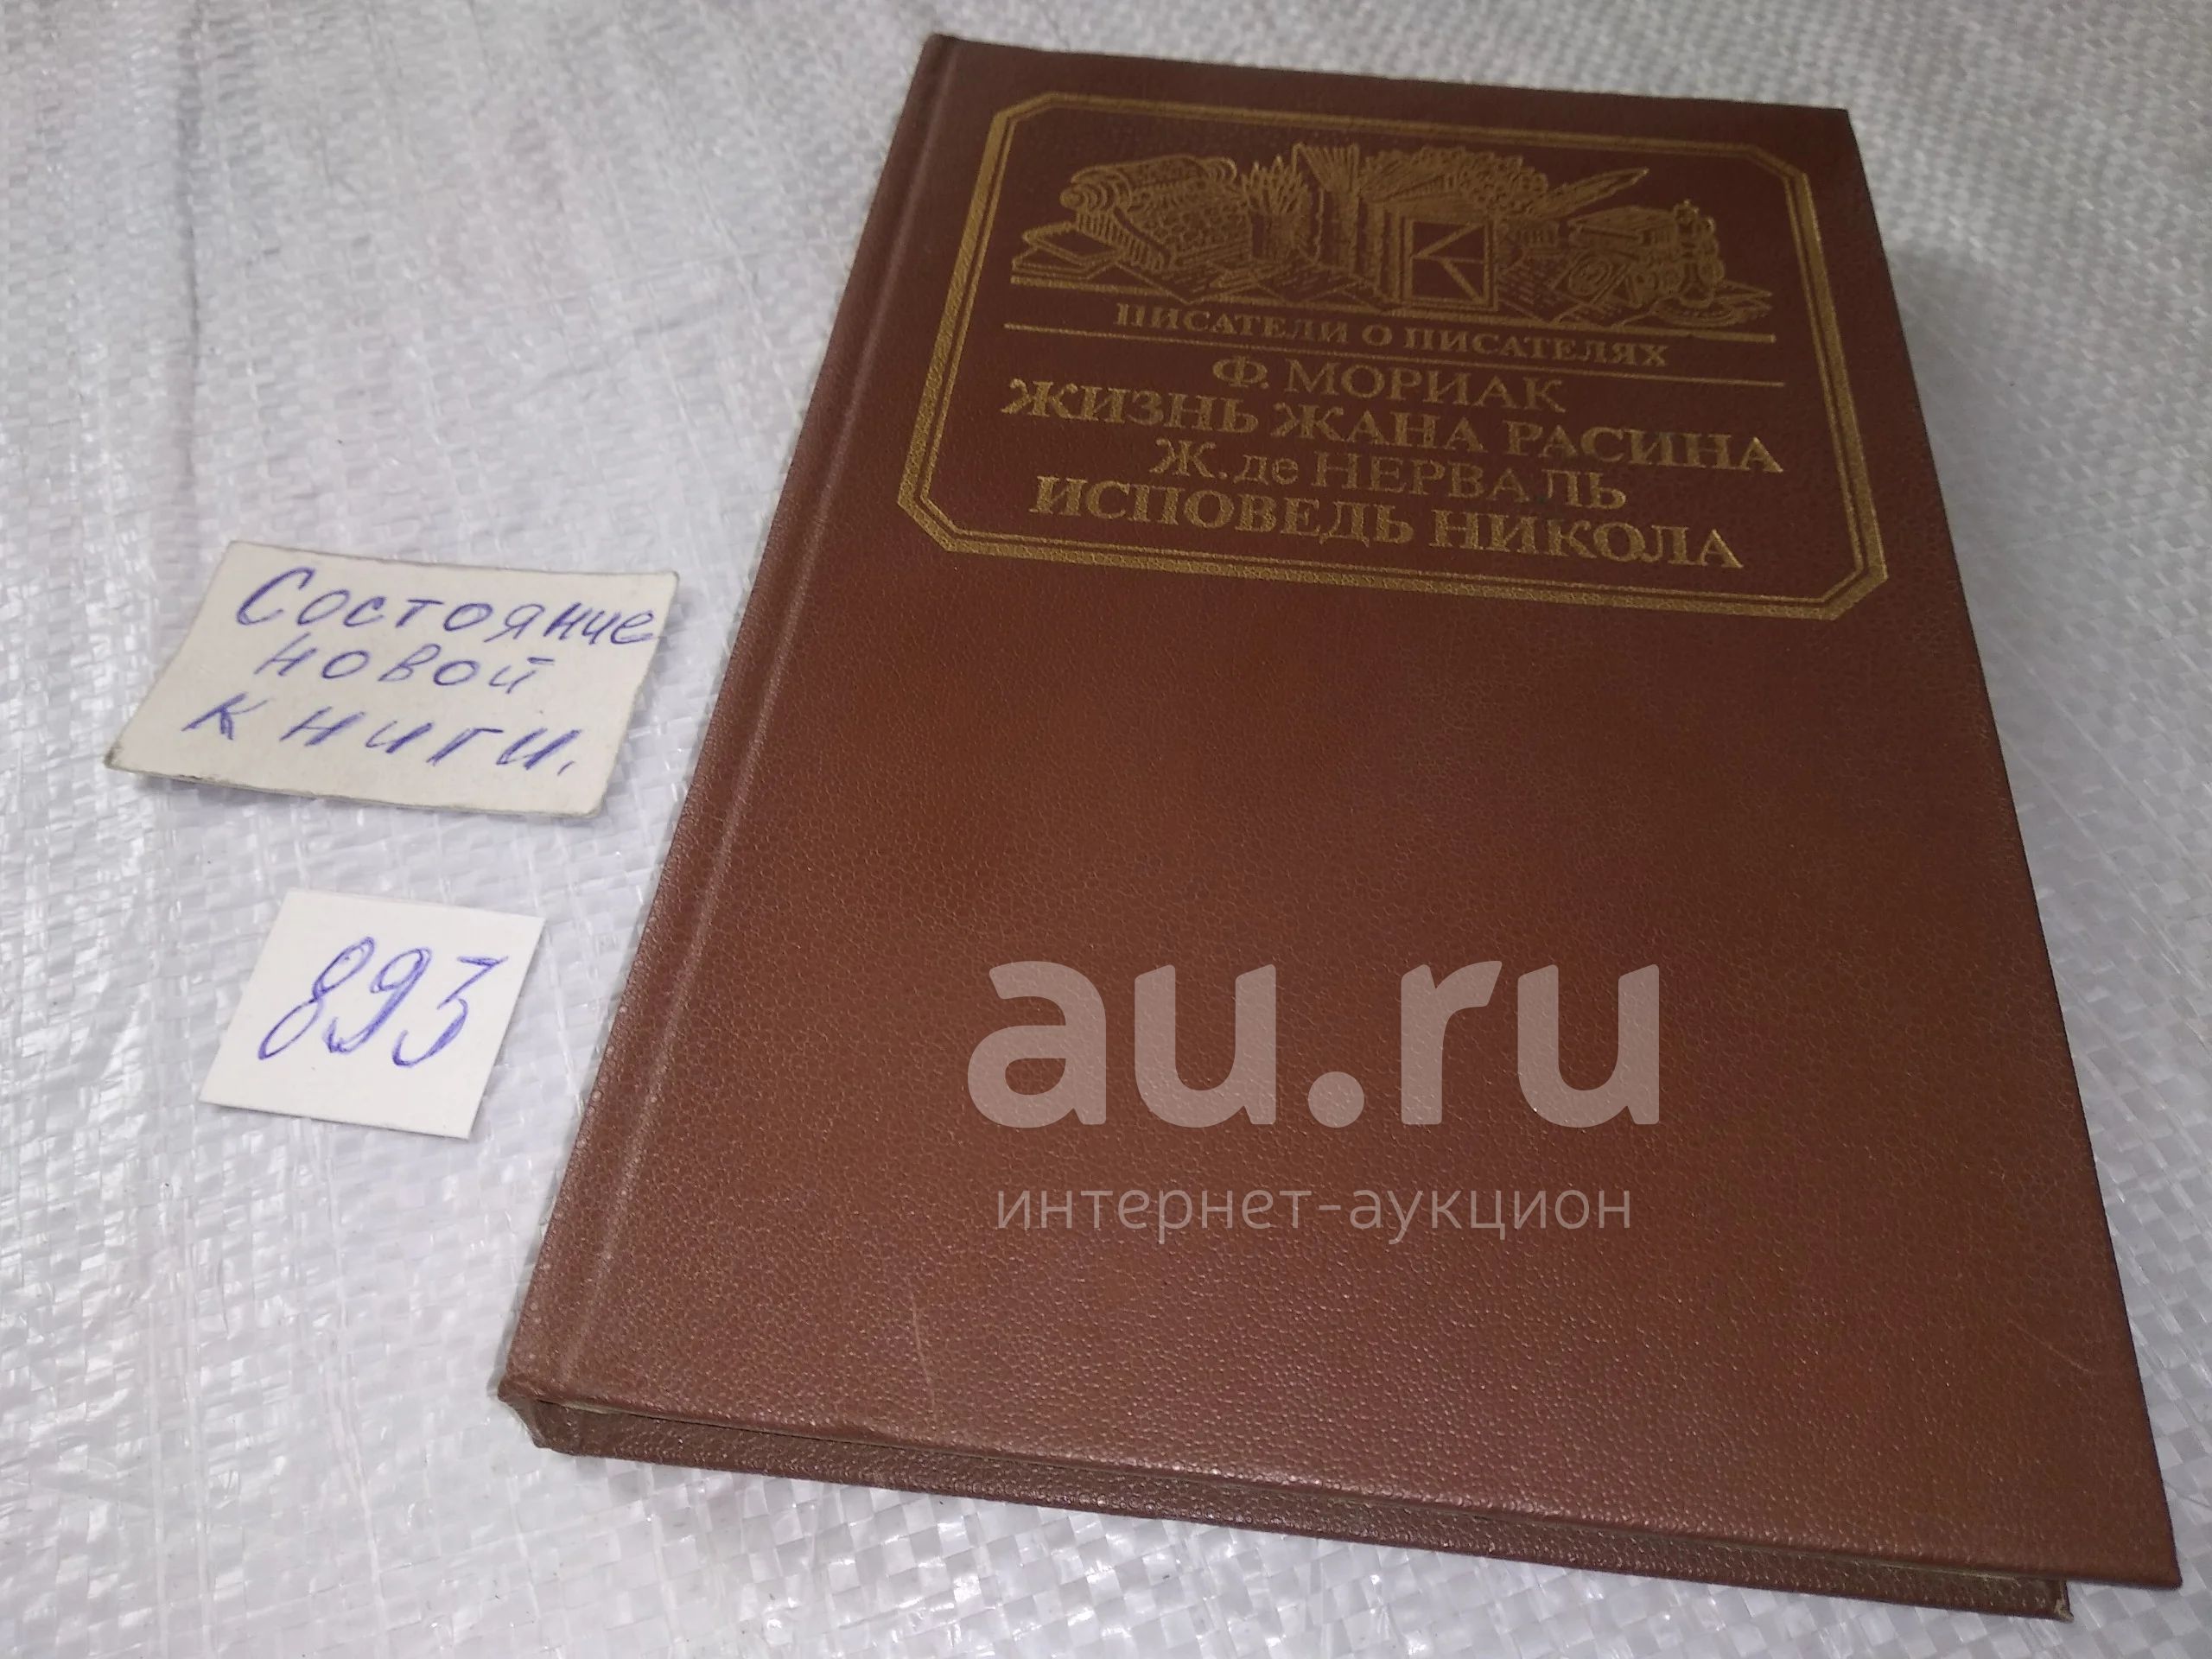 ПИСАТЕЛИ О ПИСАТЕЛЯХ
Ф. МОРИАК
ЖИЗНЬ ЖАНА РАСИНА
Ж. де НЕРВАЛЬ
ИСПОВЕДЬ НИКОЛА
Состояние
новой
книги.
893
au.ru
интернет-аукцион